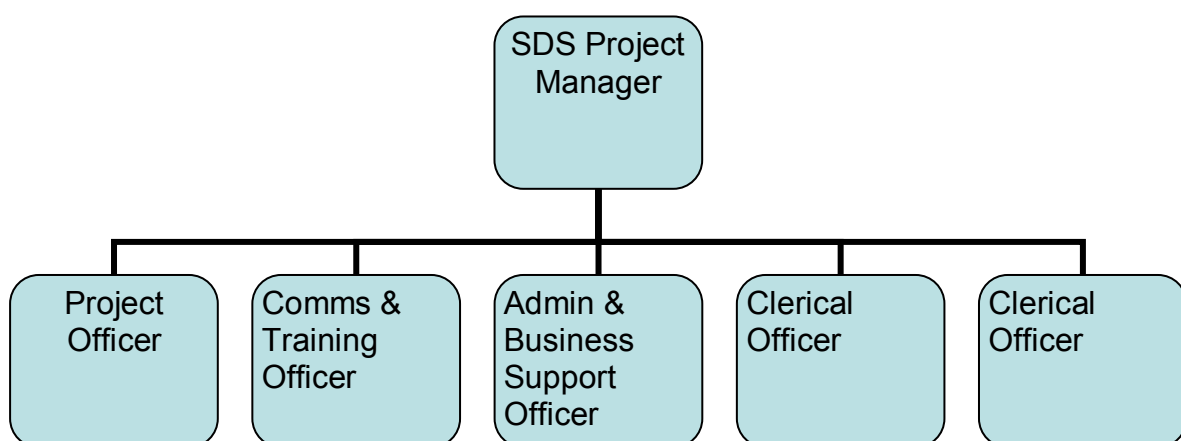 SDS Project
Manager
Project
Officer
Comms &
Training
Officer
Admin &
Business
Support
Officer
Clerical
Officer
Clerical
Officer